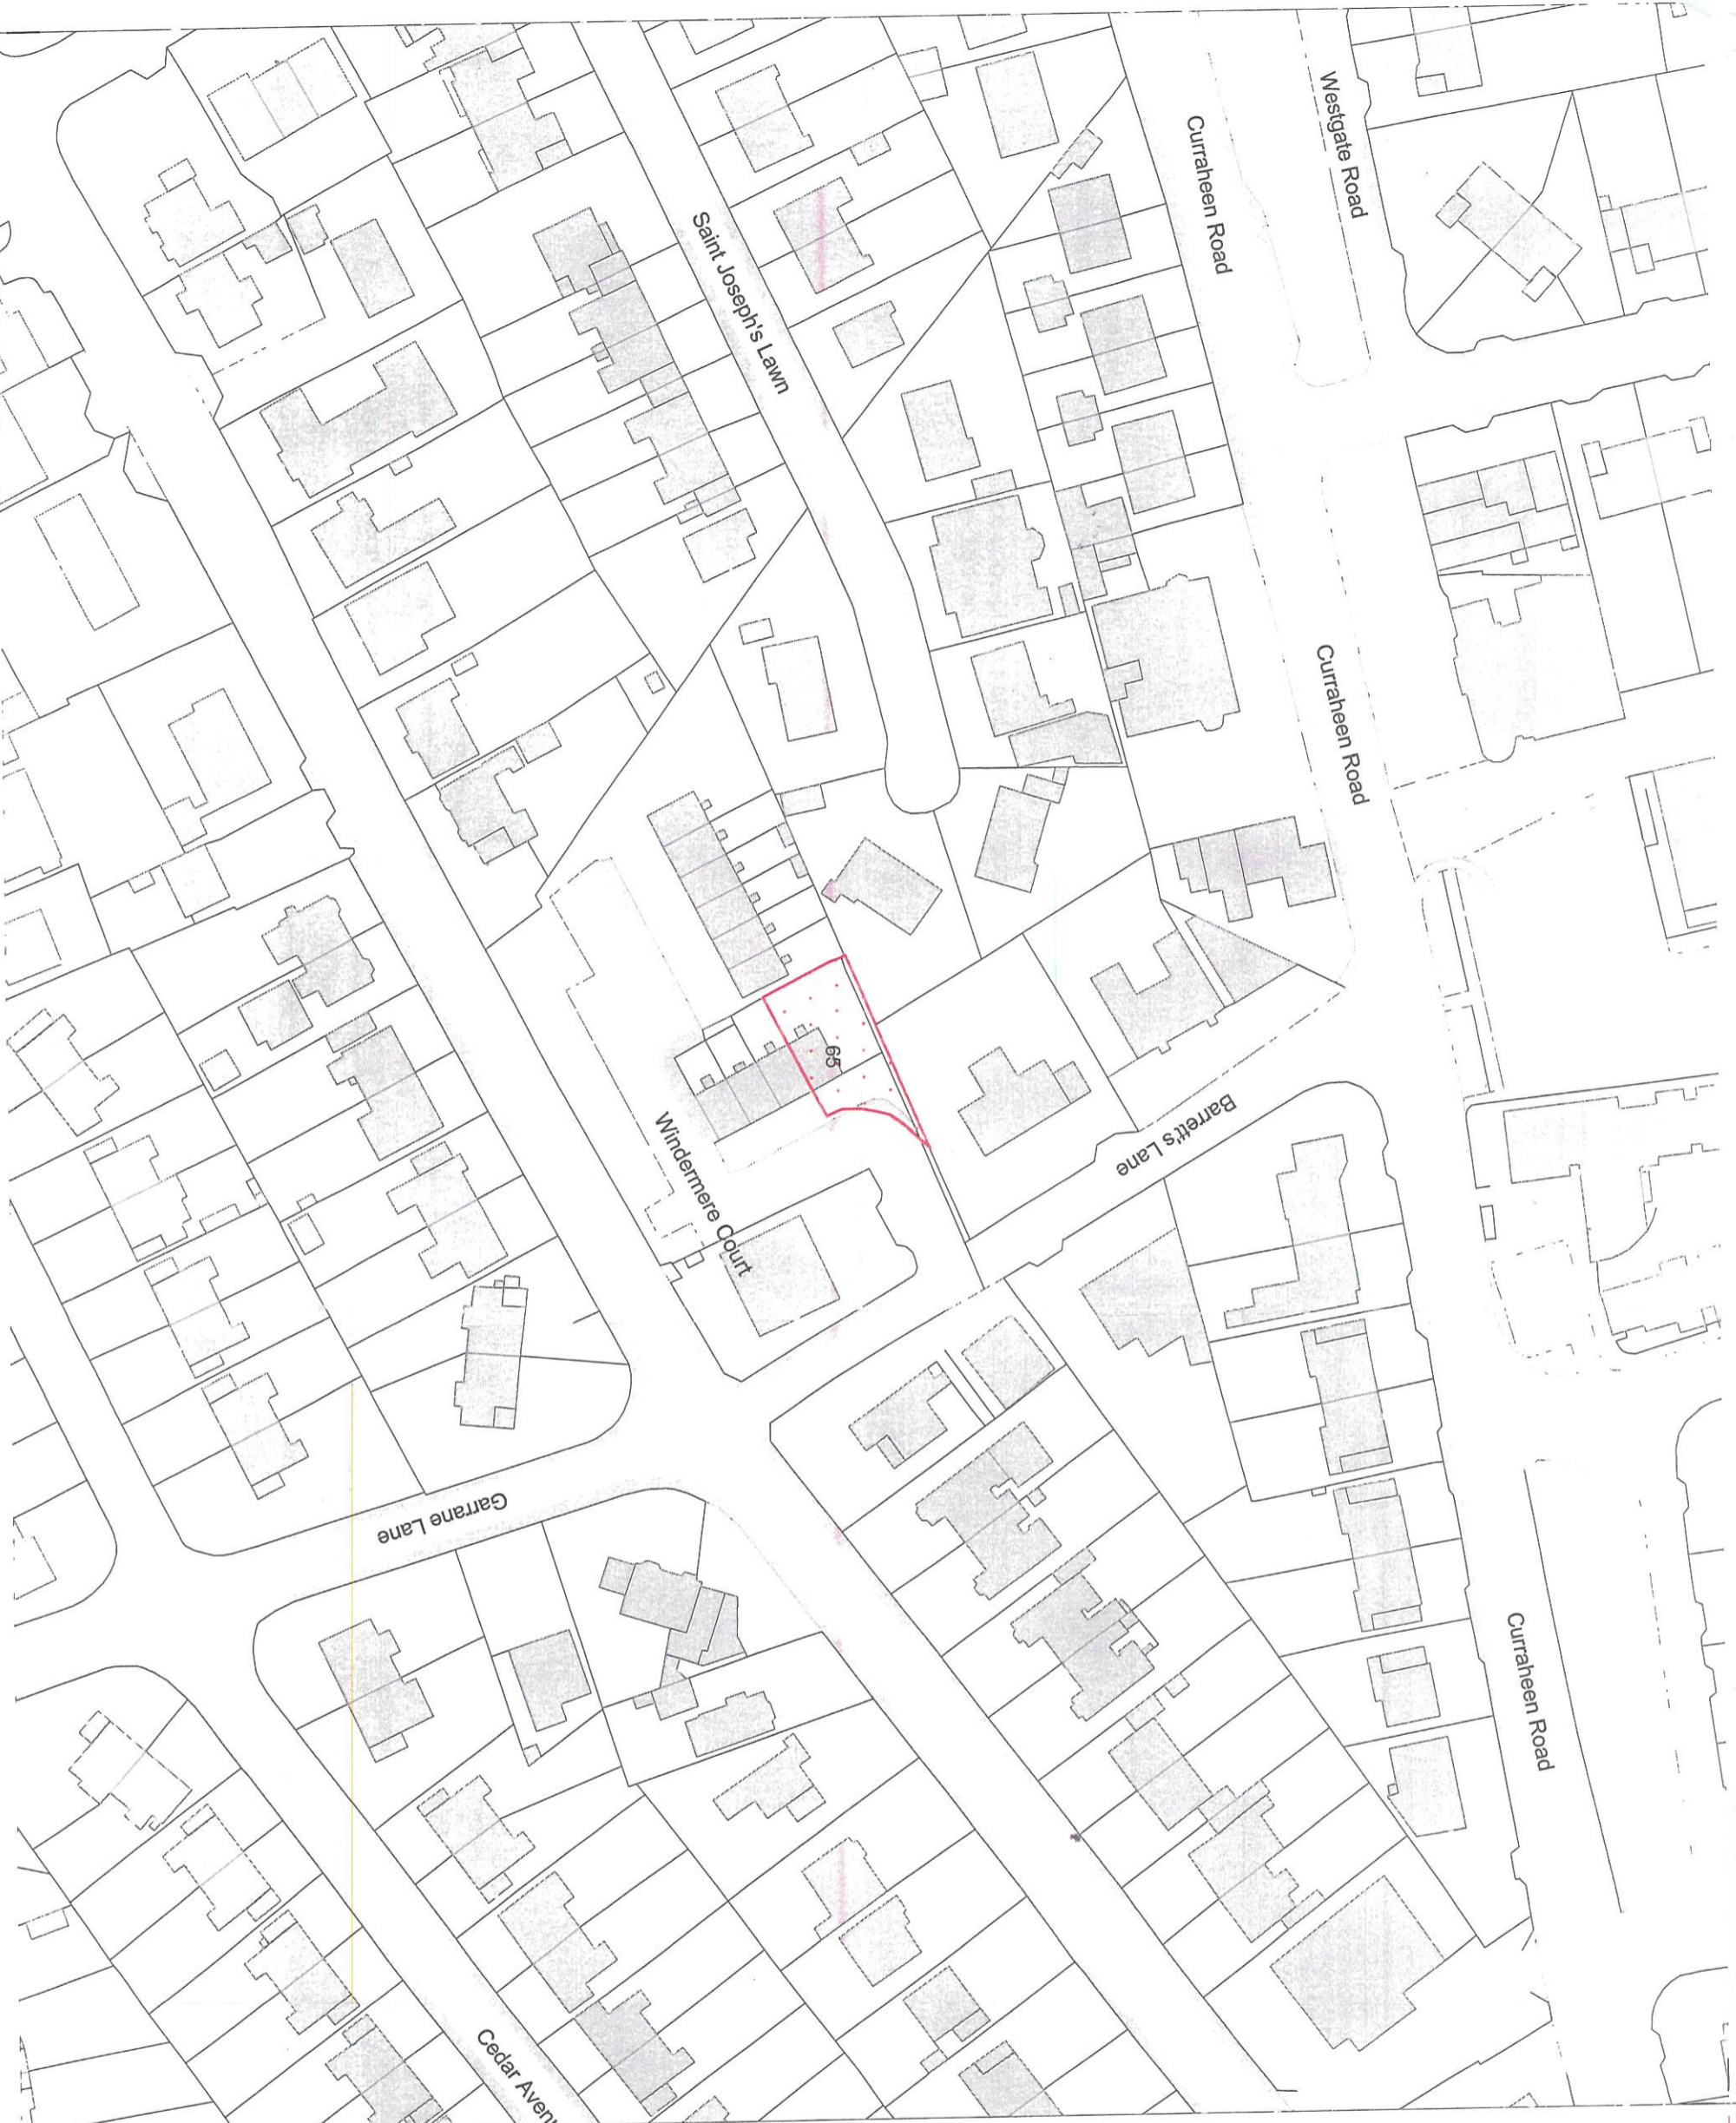 Westgate Road
Curraheen Road
Saint Joseph's Lawn
Curraheen Road
65
Barrett's Lane
Windermere Court
Garrane Lane
Curraheen Road
Cedar Aven